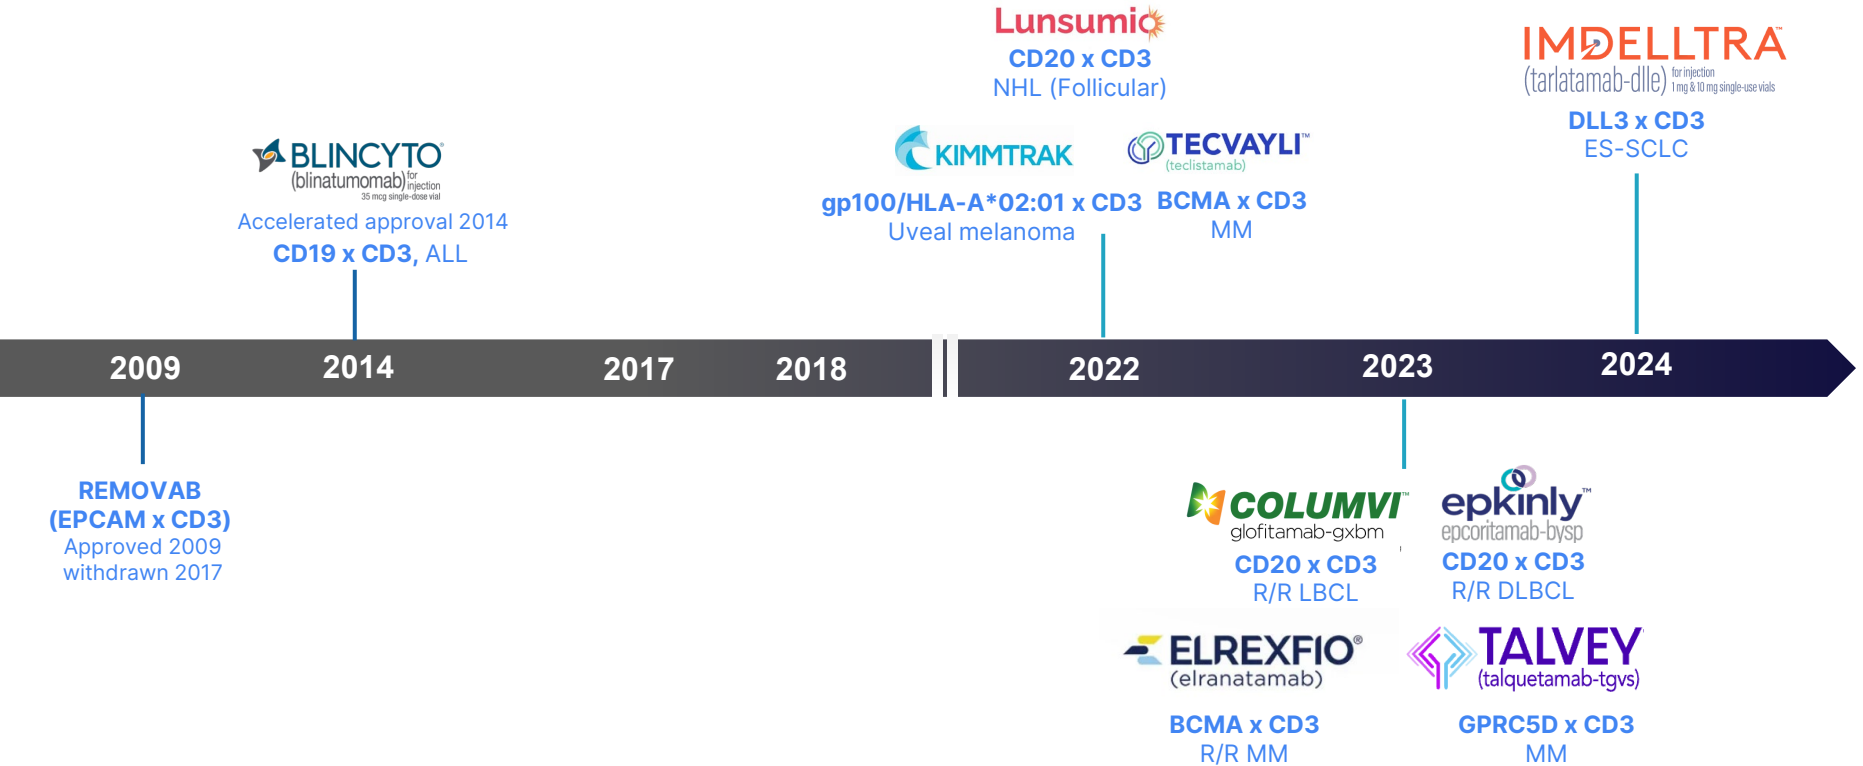 Lunsumio
CD20 x CD3
NHL (Follicular)
IMDELLTRA™
(tarlatamab-dlle) for injection
1 mg & 10 mg single-use vials
DLL3 x CD3
ES-SCLC
BLINCYTO®
(blinatumomab) for injection
35 mcg single-dose vial
Accelerated approval 2014
CD19 x CD3, ALL
KIMMTRAK
gp100/HLA-A*02:01 x CD3
Uveal melanoma
TECVAYLI™
(teclistamab)
BCMA x CD3
MM
2009
2014
2017
2018
2022
2023
2024
REMOVAB
(EPCAM x CD3)
Approved 2009
withdrawn 2017
COLUMVI™
glofitamab-gxbm
CD20 x CD3
R/R LBCL
epkinly™
epcoritamab-bysp
CD20 x CD3
R/R DLBCL
ELREXFIO®
(elranatamab)
BCMA x CD3
R/R MM
TALVEY
(talquetamab-tgvs)
GPRC5D x CD3
MM